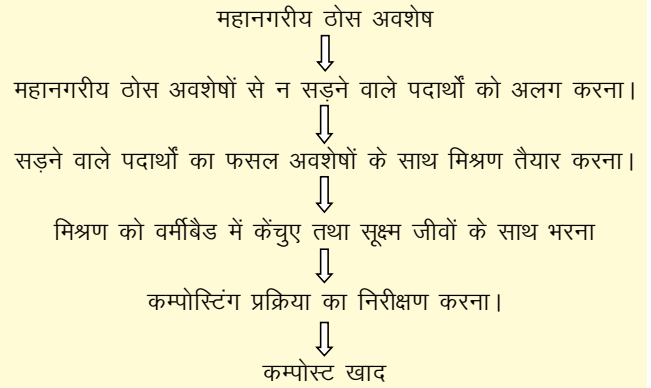 महानगरीय ठोस अवशेष
महानगरीय ठोस अवशेषों से न सड़ने वाले पदार्थों को अलग करना।
सड़ने वाले पदार्थों का फसल अवशेषों के साथ मिश्रण तैयार करना।
मिश्रण को वर्मीबैड में केंचुए तथा सूक्ष्म जीवों के साथ भरना
कम्पोस्टिंग प्रक्रिया का निरीक्षण करना।
कम्पोस्ट खाद